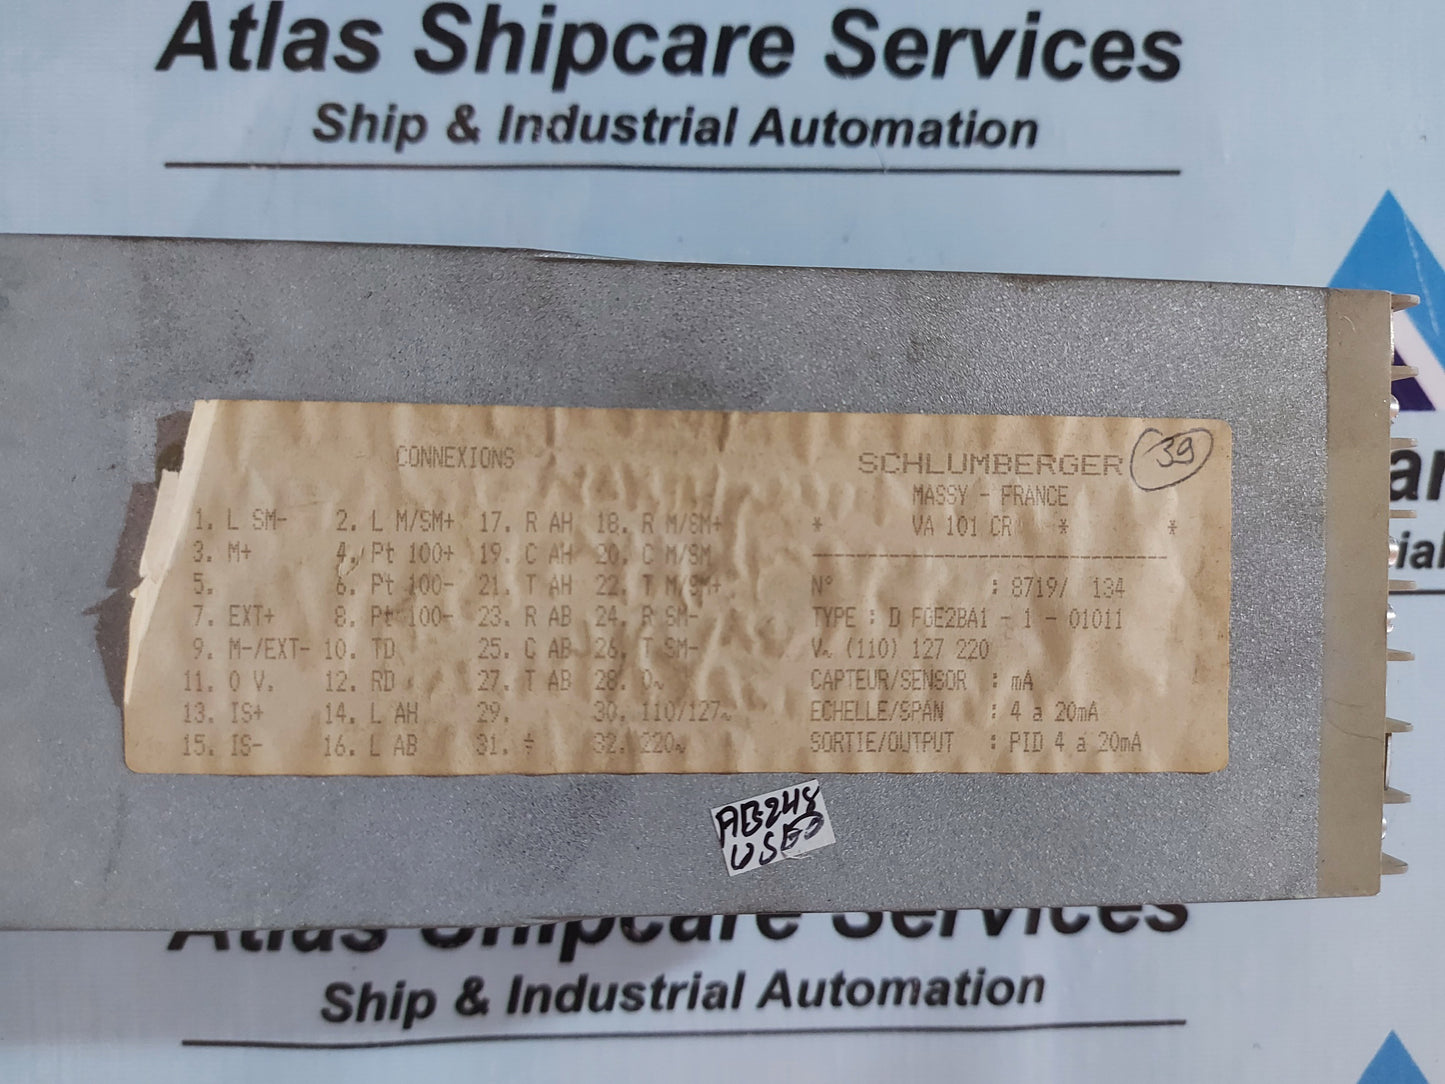 Atlas Shipcare Services
Ship & Industrial Automation
CONNEXIONS
1. L SM- 2. L M/SM+ 17. R AH 18. R M/SM+
3. M+ 4. Pt 100+ 19. C AH 20. C M/SM
5. 6. Pt 100- 21. T AH 22. T M/SM+
7. EXT+ 8. Pt 100- 23. R AB 24. R SM-
9. M-/EXT- 10. TD 25. C AB 26. T SM-
11. 0 V. 12. RD 27. T AB 28. 0~
13. IS+ 14. L AH 29. 30. 110/127~
15. IS- 16. L AB 31. ⏚ 32. 220~
SCHLUMBERGER 39
MASSY - FRANCE
* VA 101 CR * *
N° : 8719/ 134
TYPE : D FGE2BA1 - 1 - 01011
V~ (110) 127 220
CAPTEUR/SENSOR : mA
ECHELLE/SPAN : 4 a 20mA
SORTIE/OUTPUT : PID 4 a 20mA
AB248
USED
Atlas Shipcare Services
Ship & Industrial Automation